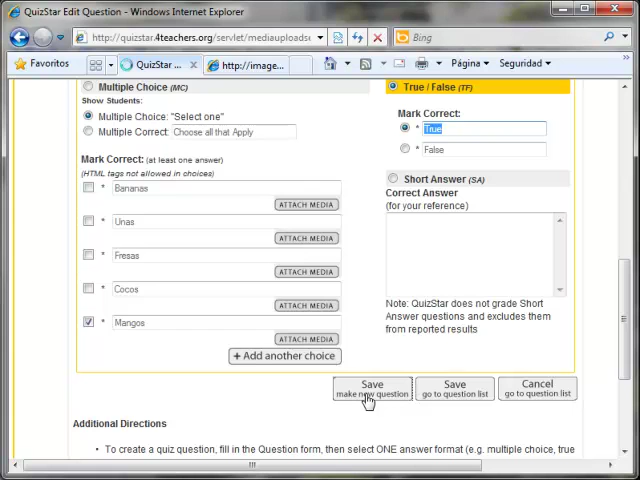 QuizStar Edit Question - Windows Internet Explorer
http://quizstar.4teachers.org/servlet/mediauploadse
Bing
Favoritos
QuizStar ...
http://image...
Página
Seguridad
Multiple Choice (MC)
Show Students:
Multiple Choice: "Select one"
Multiple Correct: Choose all that Apply
Mark Correct: (at least one answer)
(HTML tags not allowed in choices)
* Bananas
ATTACH MEDIA
* Unas
ATTACH MEDIA
* Fresas
ATTACH MEDIA
* Cocos
ATTACH MEDIA
* Mangos
ATTACH MEDIA
+ Add another choice
True / False (TF)
Mark Correct:
* True
* False
Short Answer (SA)
Correct Answer
(for your reference)
Note: QuizStar does not grade Short
Answer questions and excludes them
from reported results
Save
make new question
Save
go to question list
Cancel
go to question list
Additional Directions
• To create a quiz question, fill in the Question form, then select ONE answer format (e.g. multiple choice, true